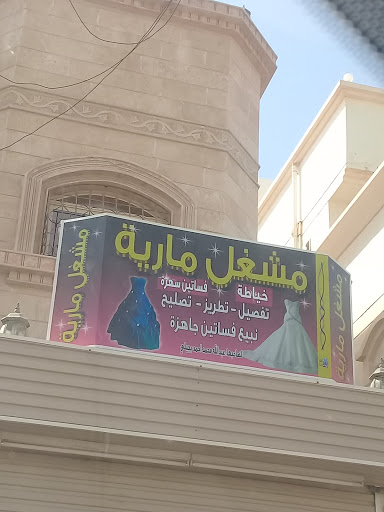 مشغل مارية
مشغل مارية
خياطة فساتين سهرة
تفصيل - تطريز - تصليح
نبيع فساتين جاهزة
مشغل مارية